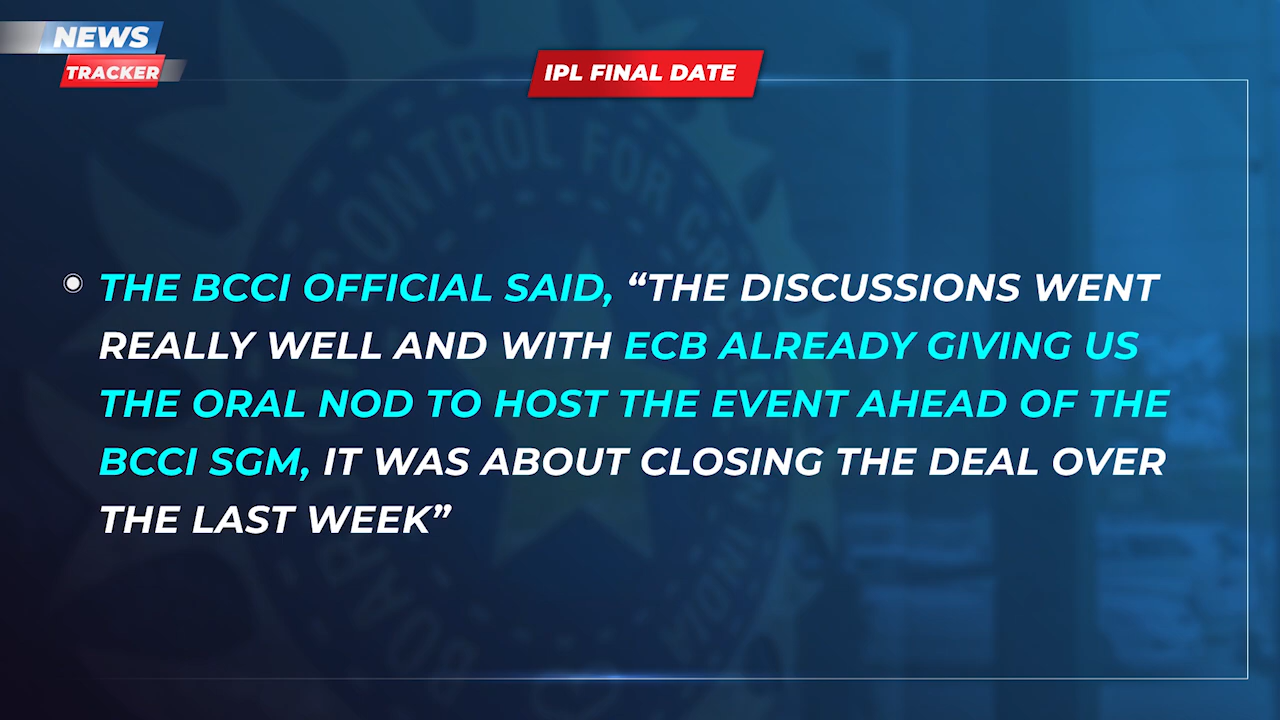 NEWS
TRACKER
IPL FINAL DATE
THE BCCI OFFICIAL SAID, “THE DISCUSSIONS WENT
REALLY WELL AND WITH ECB ALREADY GIVING US
THE ORAL NOD TO HOST THE EVENT AHEAD OF THE
BCCI SGM, IT WAS ABOUT CLOSING THE DEAL OVER
THE LAST WEEK”
CONTROL FOR